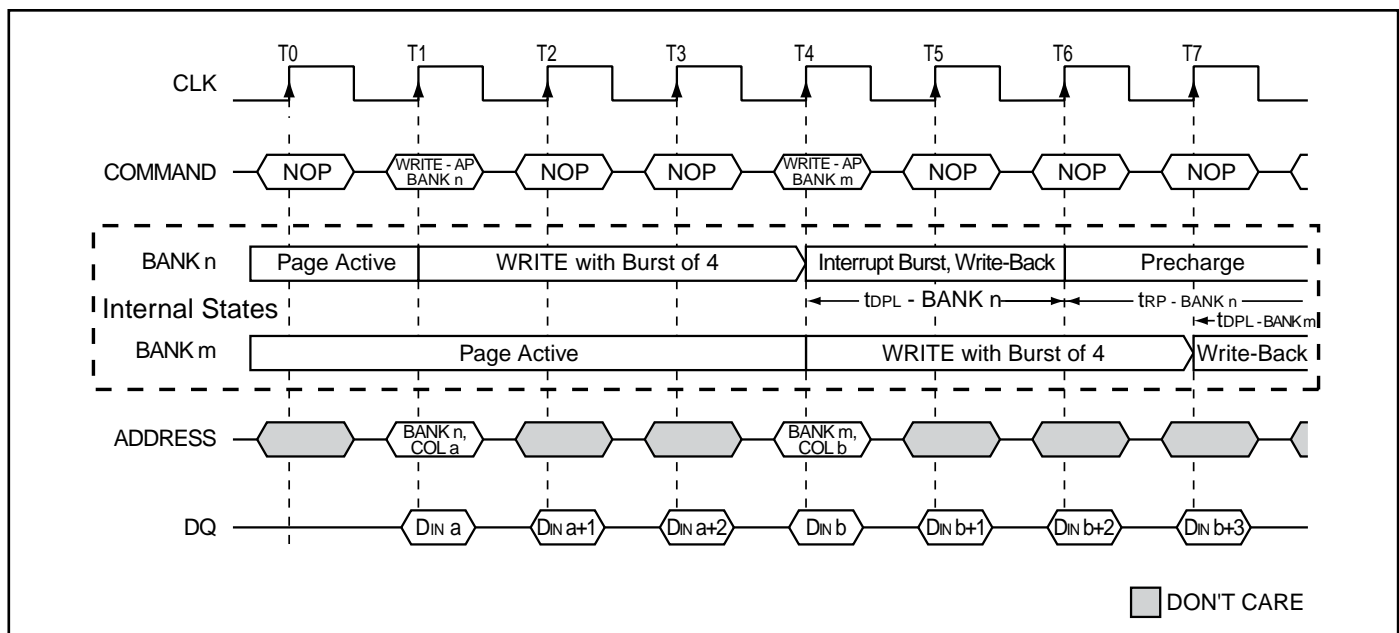 T0 T1 T2 T3 T4 T5 T6 T7
CLK
COMMAND NOP WRITE - AP BANK n NOP NOP WRITE - AP BANK m NOP NOP NOP
BANK n Page Active WRITE with Burst of 4 Interrupt Burst, Write-Back Precharge
Internal States tDPL - BANK n tRP - BANK n
tDPL - BANK m
BANK m Page Active WRITE with Burst of 4 Write-Back
ADDRESS BANK n, COL a BANK m, COL b
DQ DIN a DIN a+1 DIN a+2 DIN b DIN b+1 DIN b+2 DIN b+3
DON'T CARE